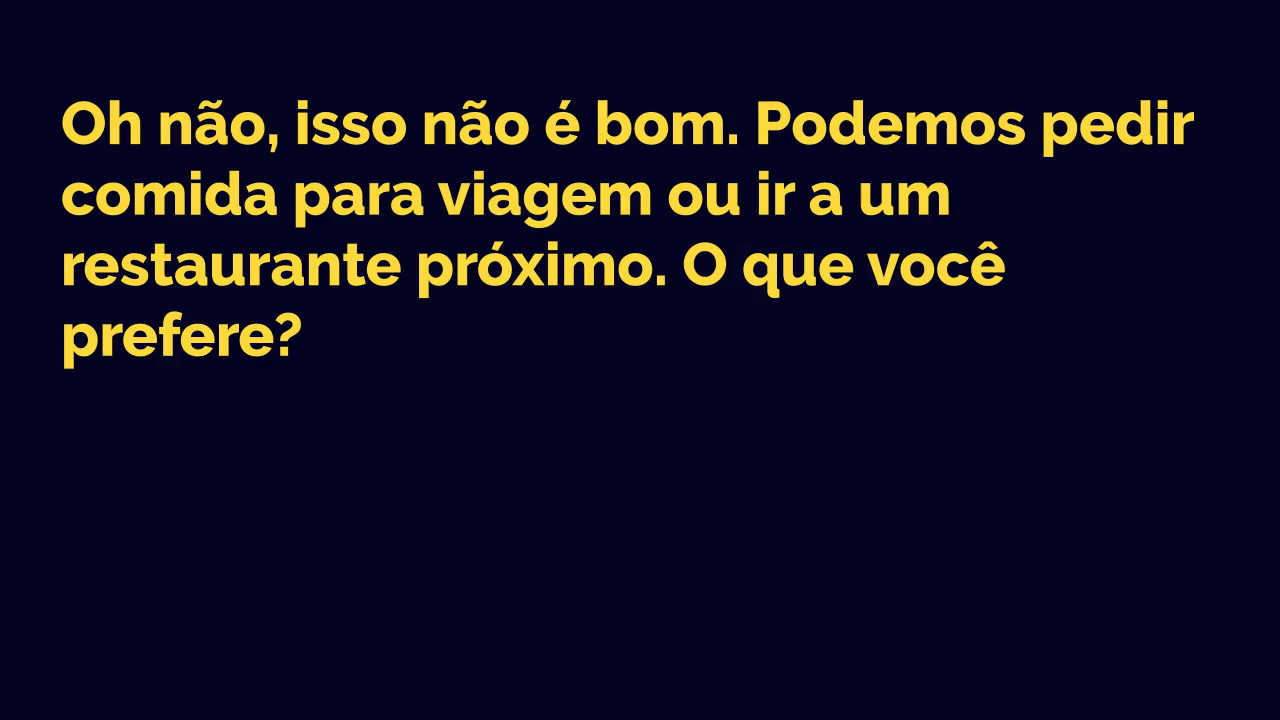 Oh não, isso não é bom. Podemos pedir
comida para viagem ou ir a um
restaurante próximo. O que você
prefere?